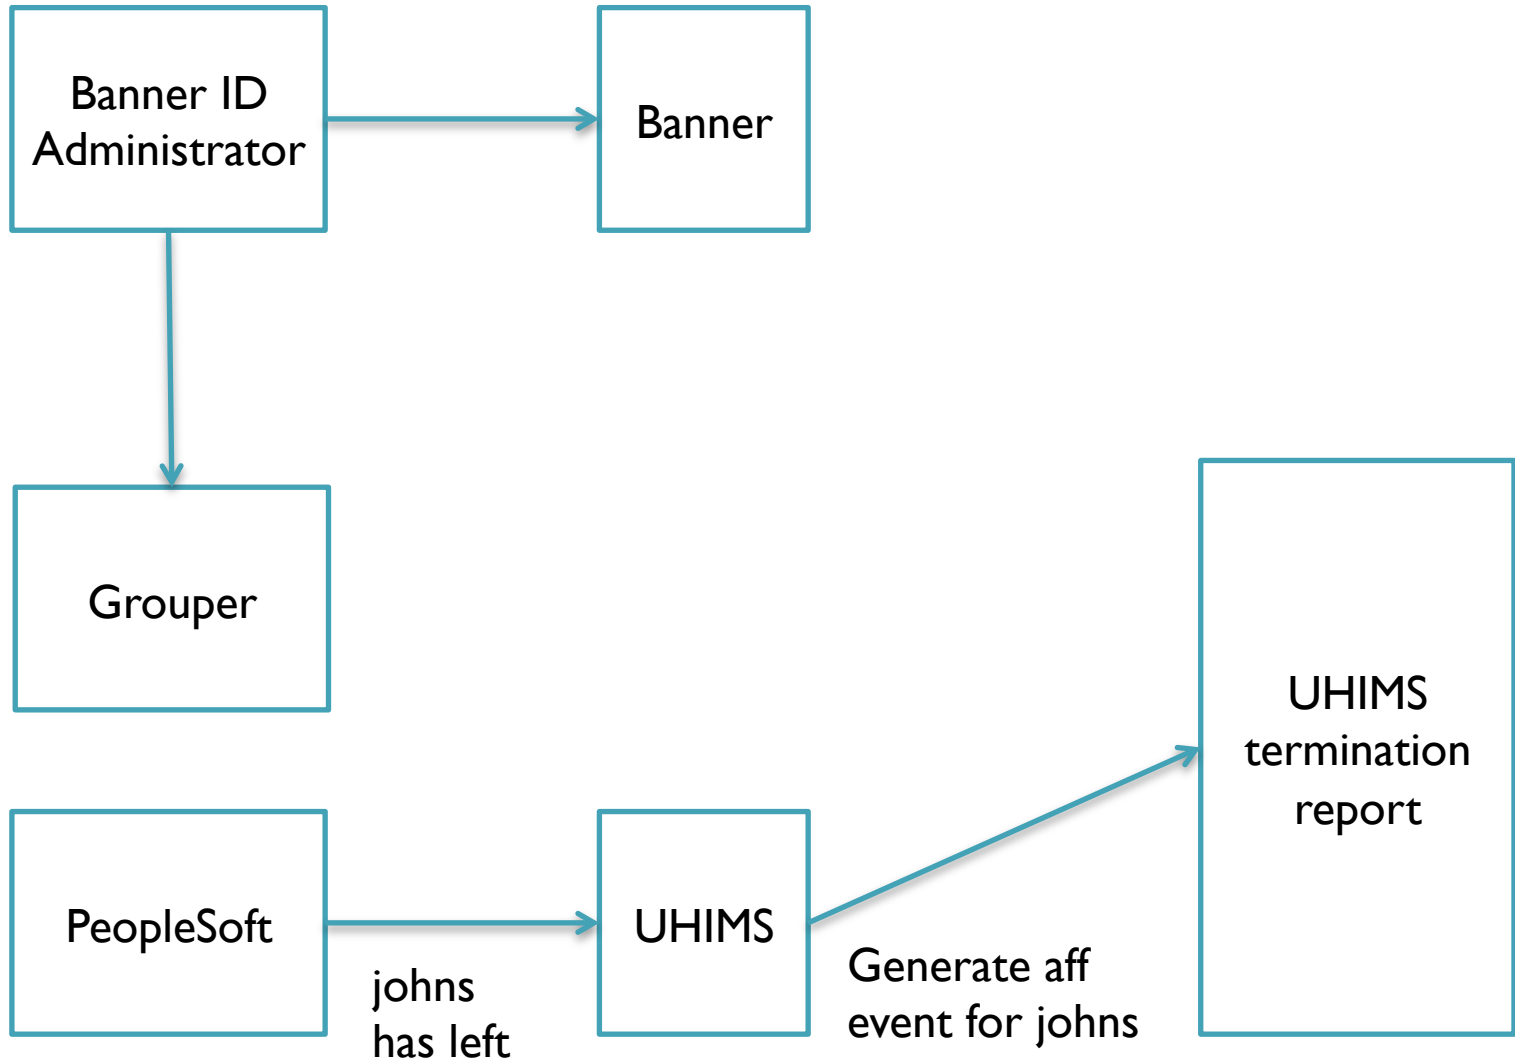 Banner ID
Administrator
Banner
Grouper
UHIMS
termination
report
PeopleSoft
UHIMS
johns
has left
Generate aff
event for johns